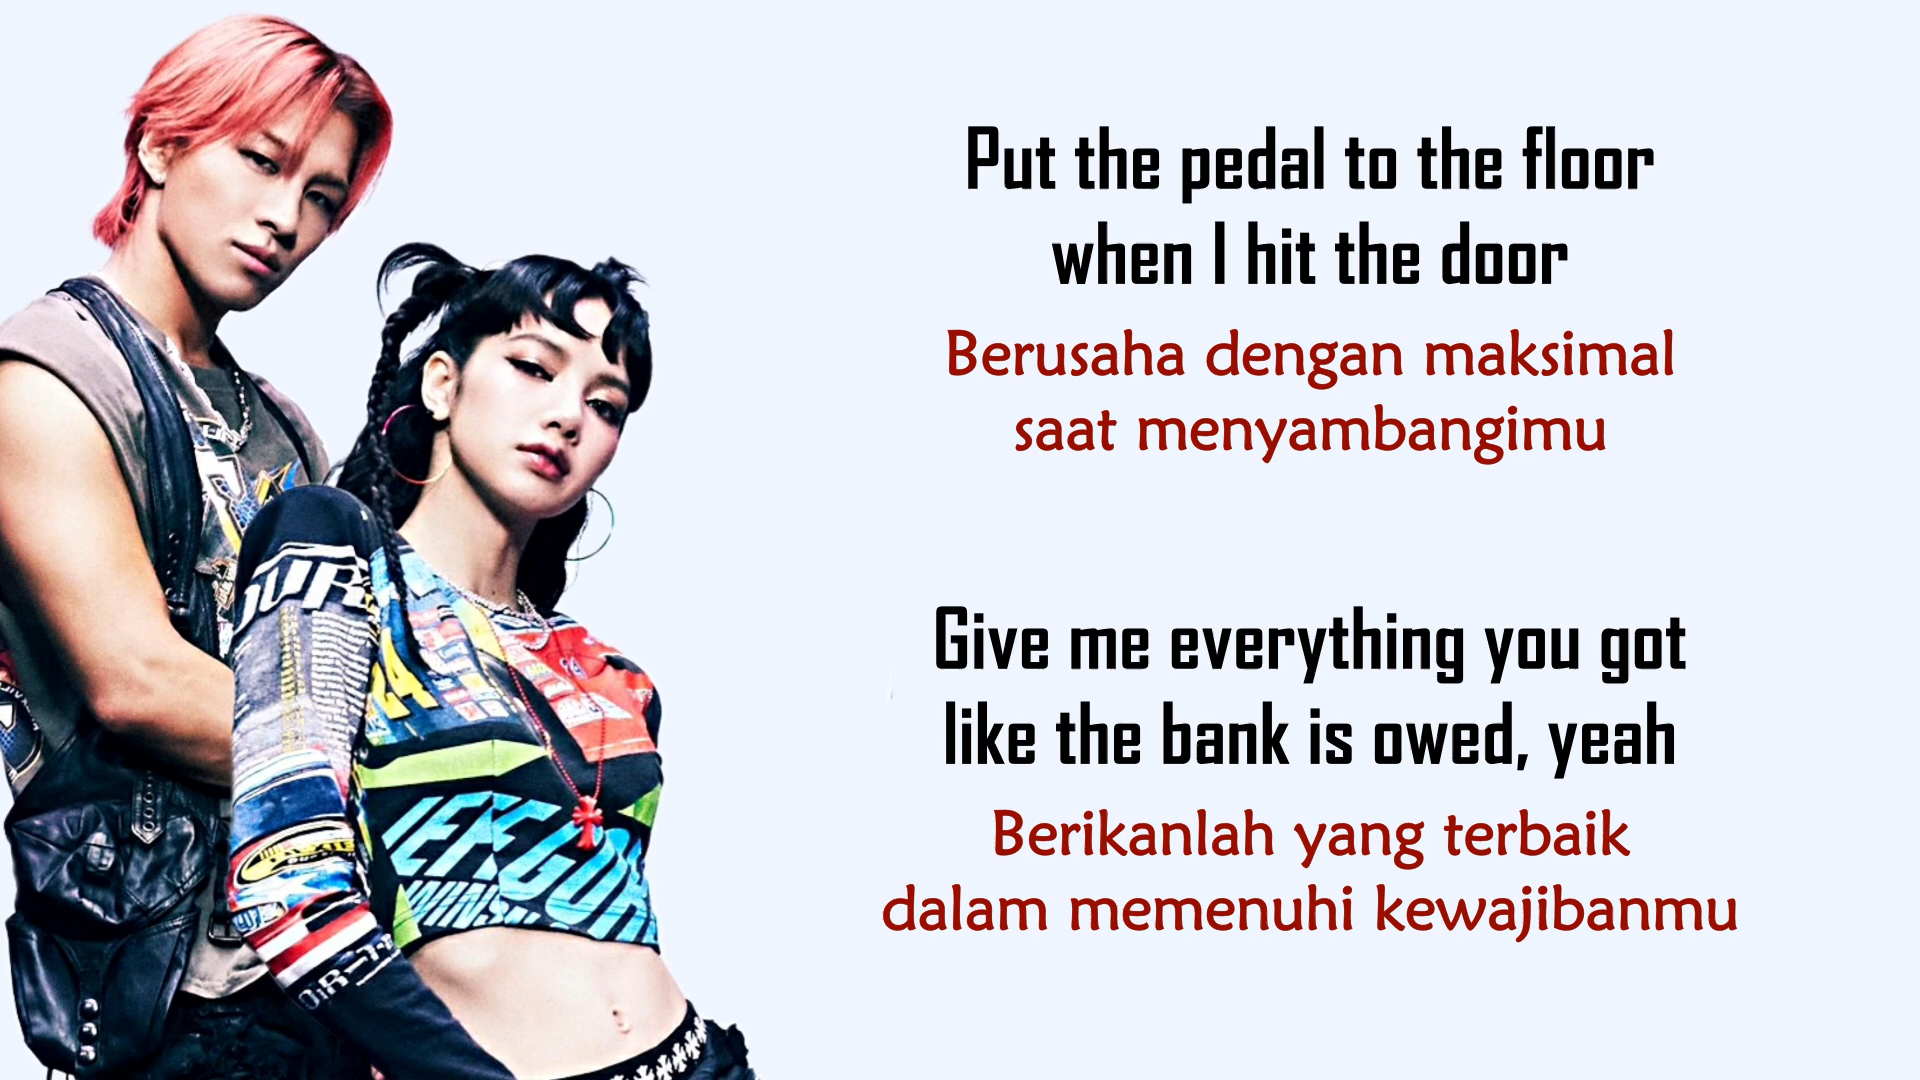 Put the pedal to the floor
when I hit the door
Berusaha dengan maksimal
saat menyambangimu
Give me everything you got
like the bank is owed, yeah
Berikanlah yang terbaik
dalam memenuhi kewajibanmu